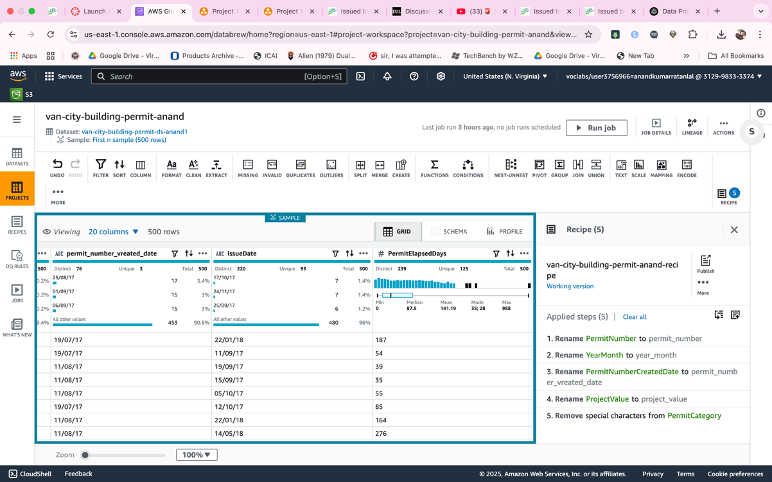 Launch A
AWS Glu
Project 1
Project 1
Issued b
Discussi
(83)
Issued b
Issued b
Data Pro
us-east-1.console.aws.amazon.com/databrew/home?region=us-east-1#project-workspace?project=van-city-building-permit-anand&view...
Apps
Google Drive - Vir...
Products Archive -...
ICAI
Allen (1979) Dual...
sir, I was attempte...
TechBench by WZ...
Google Drive - Vir...
New Tab
All Bookmarks
aws
Services
Search
[Option+S]
United States (N. Virginia)
voclabs/user3756966=anandkumarratanlal @ 3129-9833-3374
S3
van-city-building-permit-anand
Dataset: van-city-building-permit-ds-anand1
Sample: First n sample (500 rows)
Last job run 3 hours ago, no job runs scheduled
Run job
JOB DETAILS
LINEAGE
ACTIONS
S
UNDO
REDO
FILTER
SORT
COLUMN
FORMAT
CLEAN
EXTRACT
MISSING
INVALID
DUPLICATES
OUTLIERS
SPLIT
MERGE
CREATE
FUNCTIONS
CONDITIONS
NEST-UNNEST
PIVOT
GROUP
JOIN
UNION
TEXT
SCALE
MAPPING
ENCODE
MORE
RECIPE
5
DATASETS
PROJECTS
RECIPES
DQ RULES
JOBS
WHAT'S NEW
SAMPLE
Viewing 20 columns 500 rows
GRID
SCHEMA
PROFILE
ABC permit_number_vreated_date
ABC IssueDate
# PermitElapsedDays
500 Distinct 76 Unique 3 Total 500
Distinct 220 Unique 93 Total 500
Distinct 239 Unique 125 Total 500
25/08/17 17 3.4%
01/09/17 15 3%
06/09/17 15 3%
All other values 453 90.6%
17/10/17 7 1.4%
24/11/17 7 1.4%
25/09/17 6 1.2%
All other values 480 96%
Min Median Mean Mode Max
0 87.5 141.19 35; 28 958
19/07/17 22/01/18 187
19/07/17 11/09/17 54
11/08/17 19/09/17 39
11/08/17 15/09/17 35
11/08/17 05/10/17 55
19/07/17 12/10/17 85
11/08/17 22/01/18 164
11/08/17 14/05/18 276
Zoom
100%
Recipe (5)
van-city-building-permit-anand-reci
pe
Working version
Publish
More
Applied steps (5)
Clear all
1. Rename PermitNumber to permit_number
2. Rename YearMonth to year_month
3. Rename PermitNumberCreatedDate to permit_numb
er_vreated_date
4. Rename ProjectValue to project_value
5. Remove special characters from PermitCategory
CloudShell
Feedback
© 2025, Amazon Web Services, Inc. or its affiliates.
Privacy
Terms
Cookie preferences